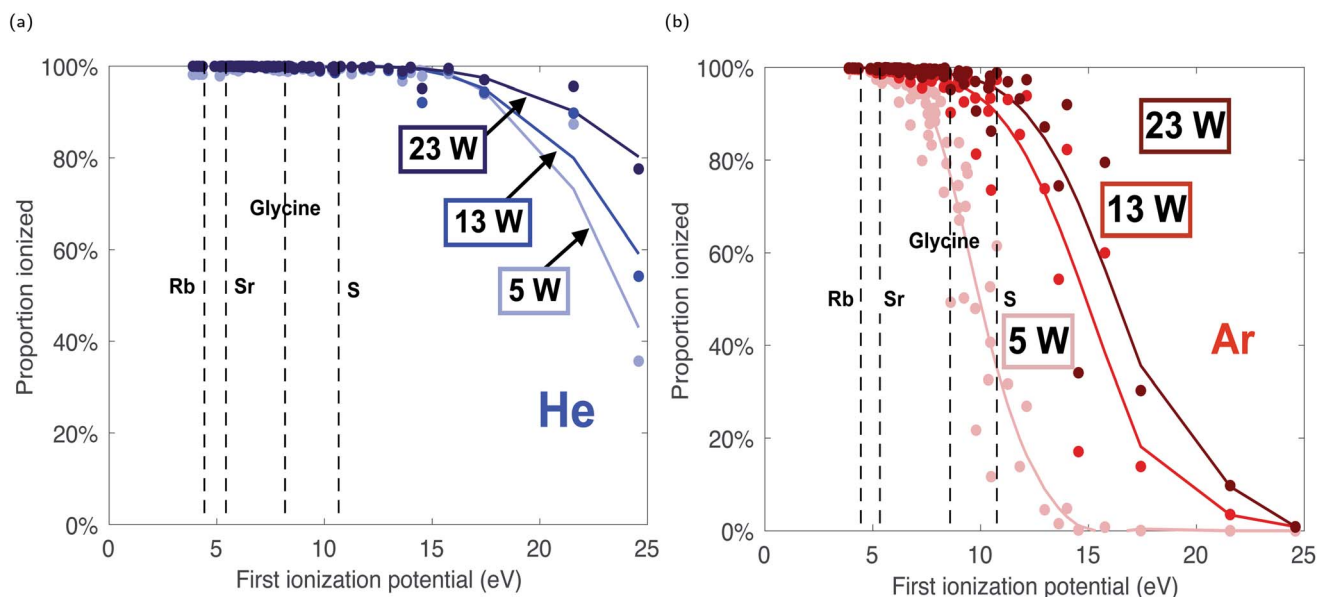 (a)
100%
80%
60%
40%
20%
0%
Proportion ionized
0
5
10
15
20
25
First ionization potential (eV)
Rb
Sr
Glycine
S
23 W
13 W
5 W
He
(b)
100%
80%
60%
40%
20%
0%
Proportion ionized
0
5
10
15
20
25
First ionization potential (eV)
Rb
Sr
Glycine
S
23 W
13 W
5 W
Ar